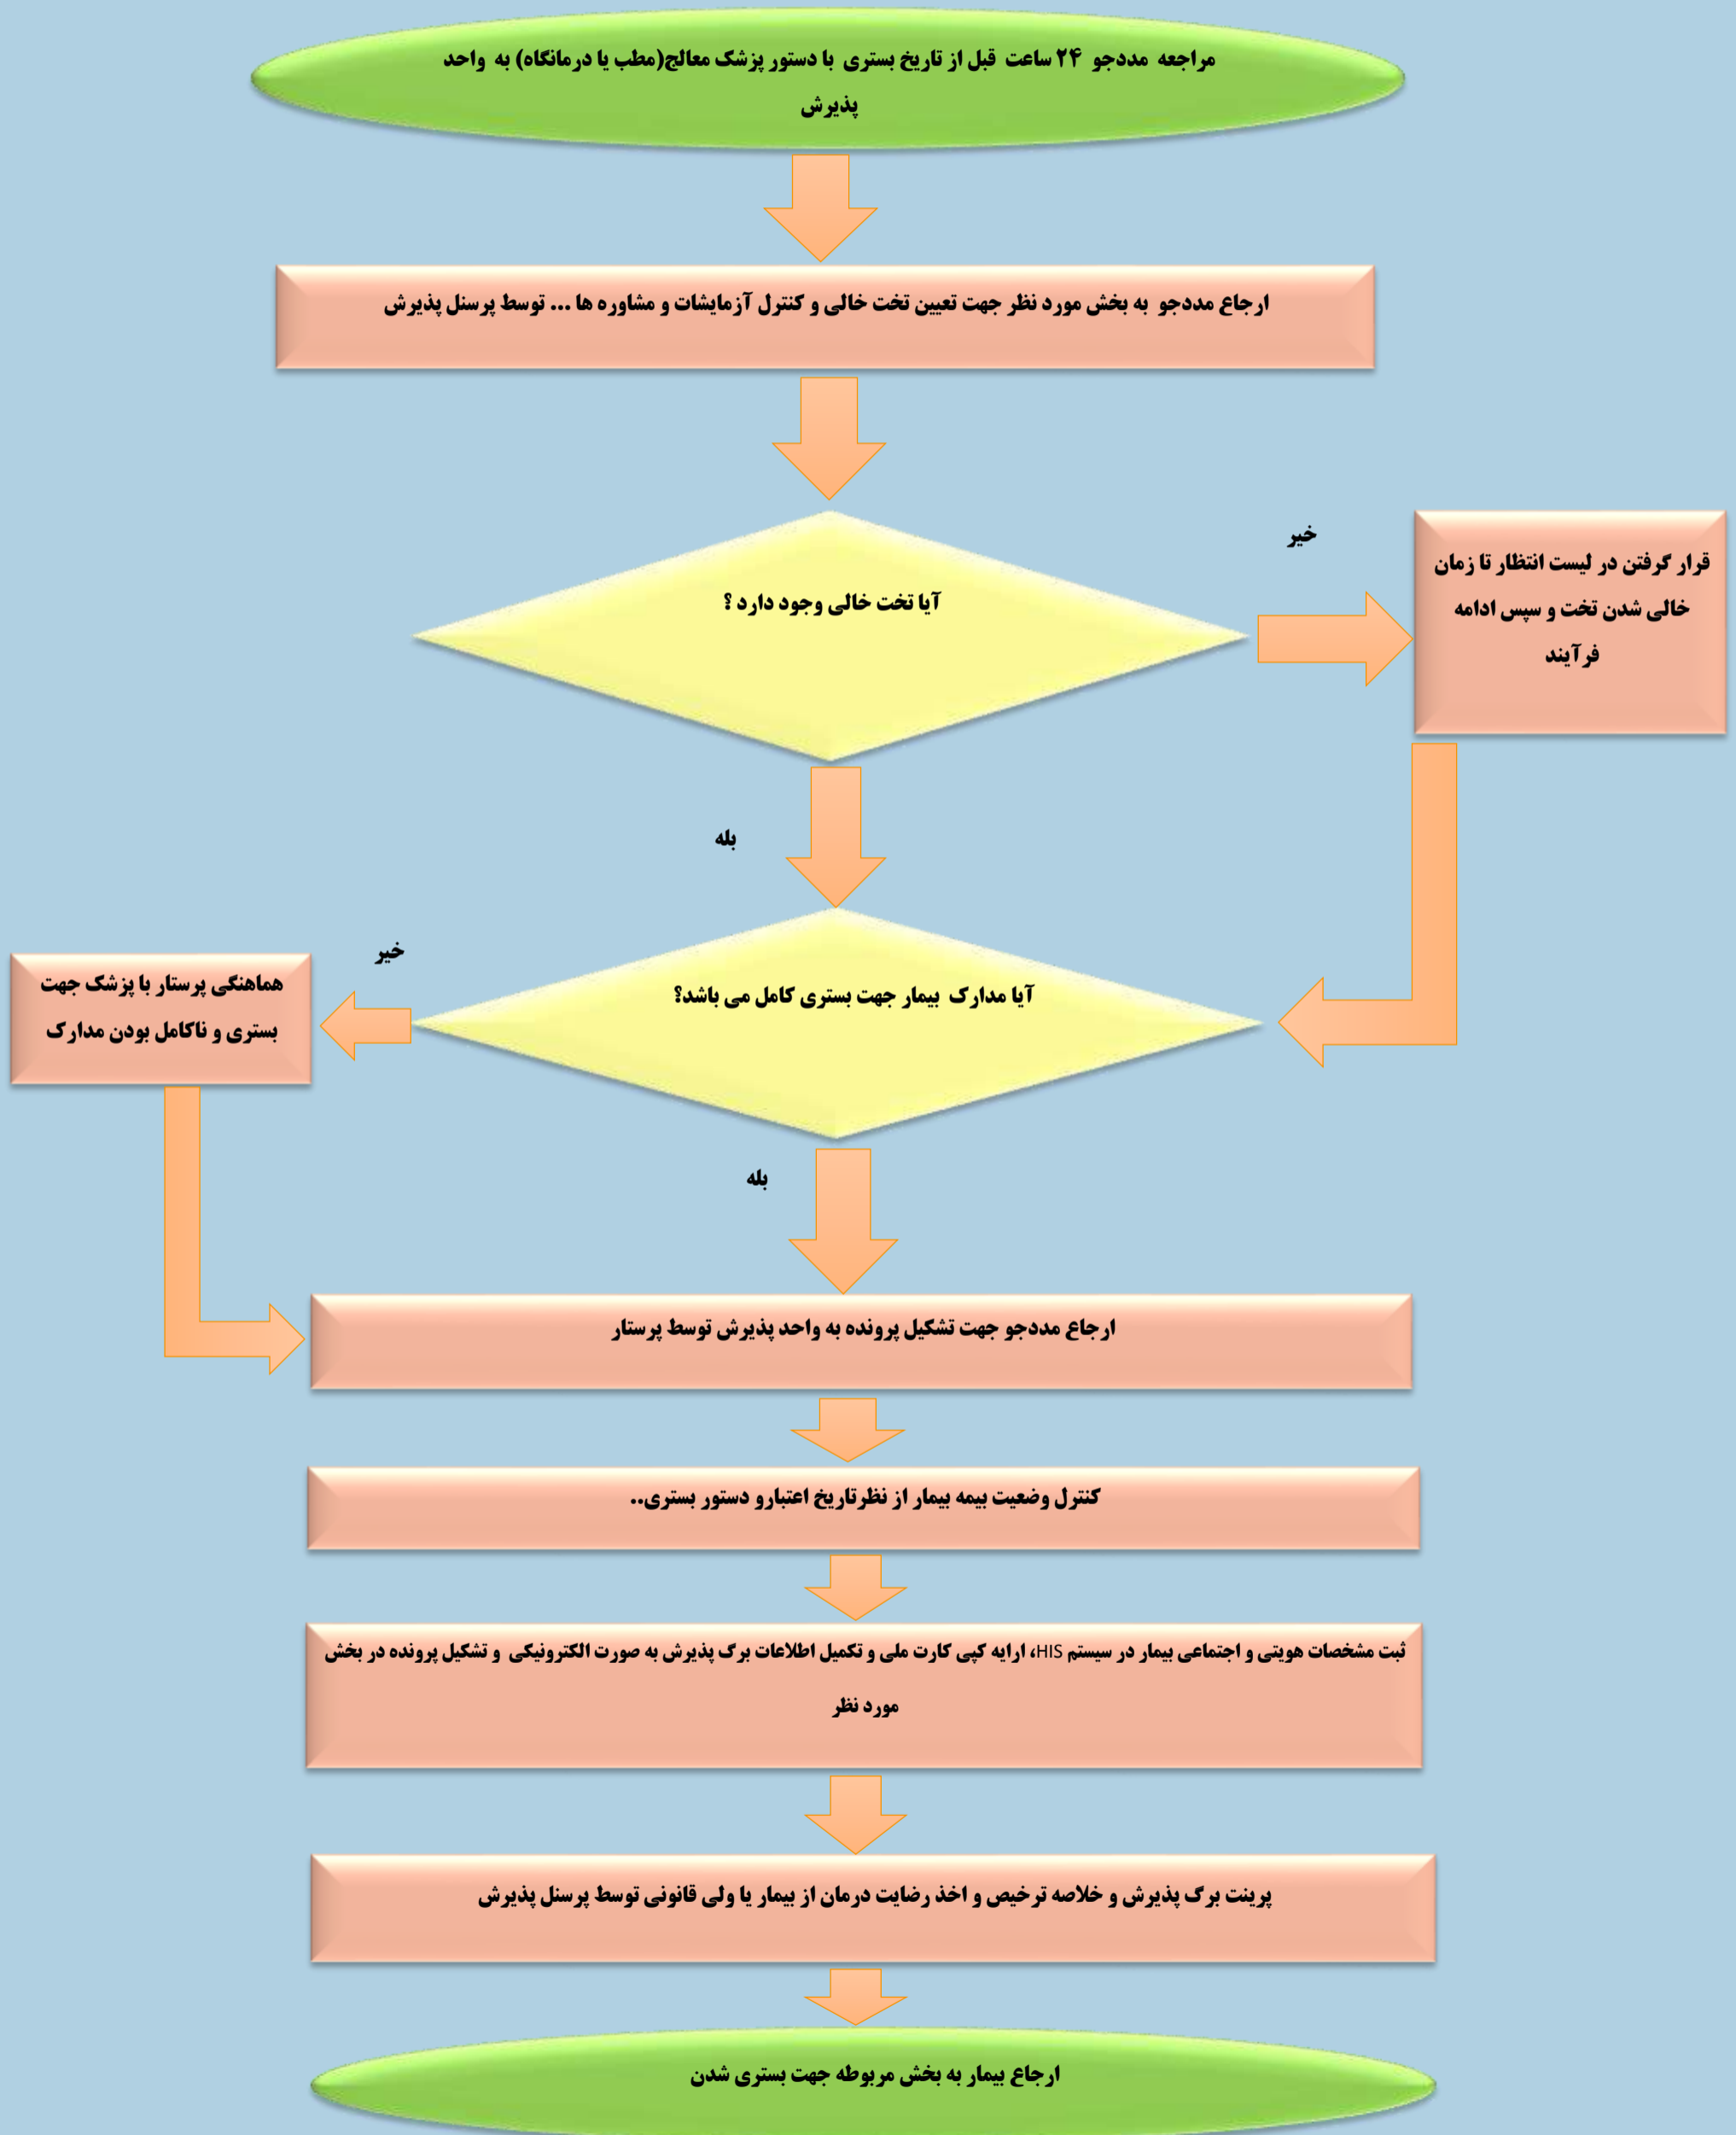 مراجعه مددجو ۲۴ ساعت قبل از تاریخ بستری با دستور پزشک معالج(مطب یا درمانگاه) به واحد
پذیرش
ارجاع مددجو به بخش مورد نظر جهت تعیین تخت خالی و کنترل آزمایشات و مشاوره ها ... توسط پرسنل پذیرش
آیا تخت خالی وجود دارد ؟
خیر
قرار گرفتن در لیست انتظار تا زمان
خالی شدن تخت و سپس ادامه
فرآیند
بله
آیا مدارک بیمار جهت بستری کامل می باشد؟
خیر
هماهنگی پرستار با پزشک جهت
بستری و ناکامل بودن مدارک
بله
ارجاع مددجو جهت تشکیل پرونده به واحد پذیرش توسط پرستار
کنترل وضعیت بیمه بیمار از نظرتاریخ اعتبارو دستور بستری..
ثبت مشخصات هویتی و اجتماعی بیمار در سیستم HIS، ارایه کپی کارت ملی و تکمیل اطلاعات برگ پذیرش به صورت الکترونیکی و تشکیل پرونده در بخش
مورد نظر
پرینت برگ پذیرش و خلاصه ترخیص و اخذ رضایت درمان از بیمار یا ولی قانونی توسط پرسنل پذیرش
ارجاع بیمار به بخش مربوطه جهت بستری شدن